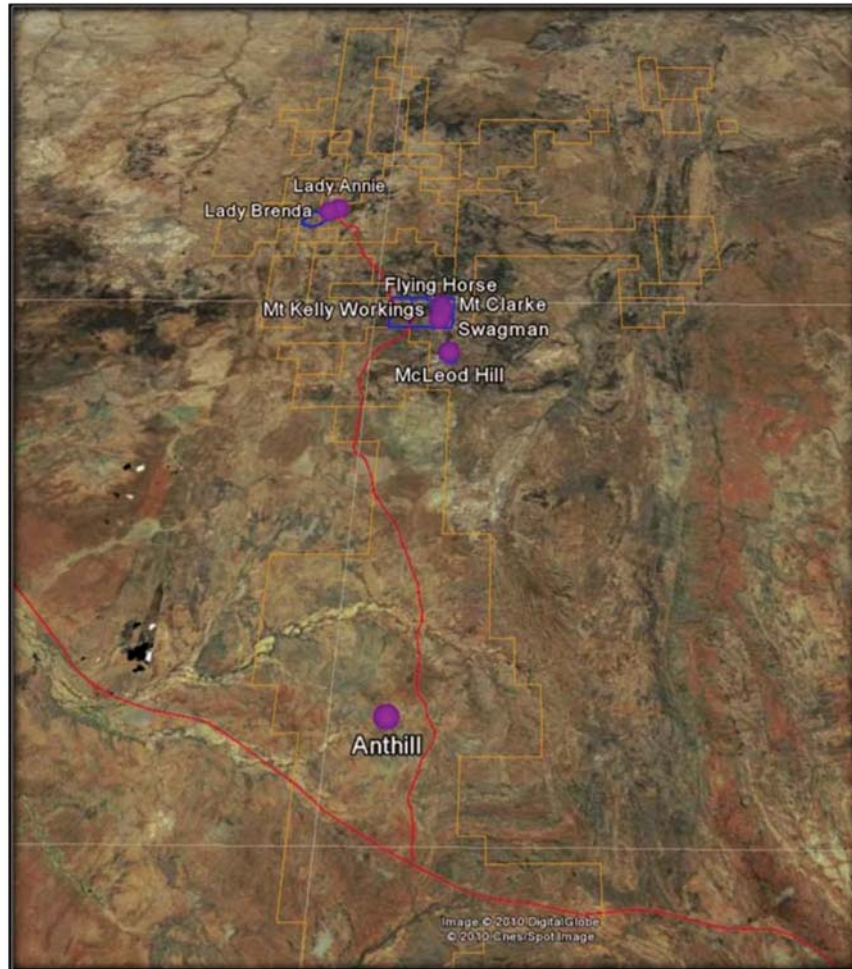 Lady Annie
Lady Brenda
Flying Horse
Mt Kelly Workings
Mt Clarke
Swagman
McLeod Hill
Anthill
Image © 2010 DigitalGlobe
© 2010 Cnes/Spot Image